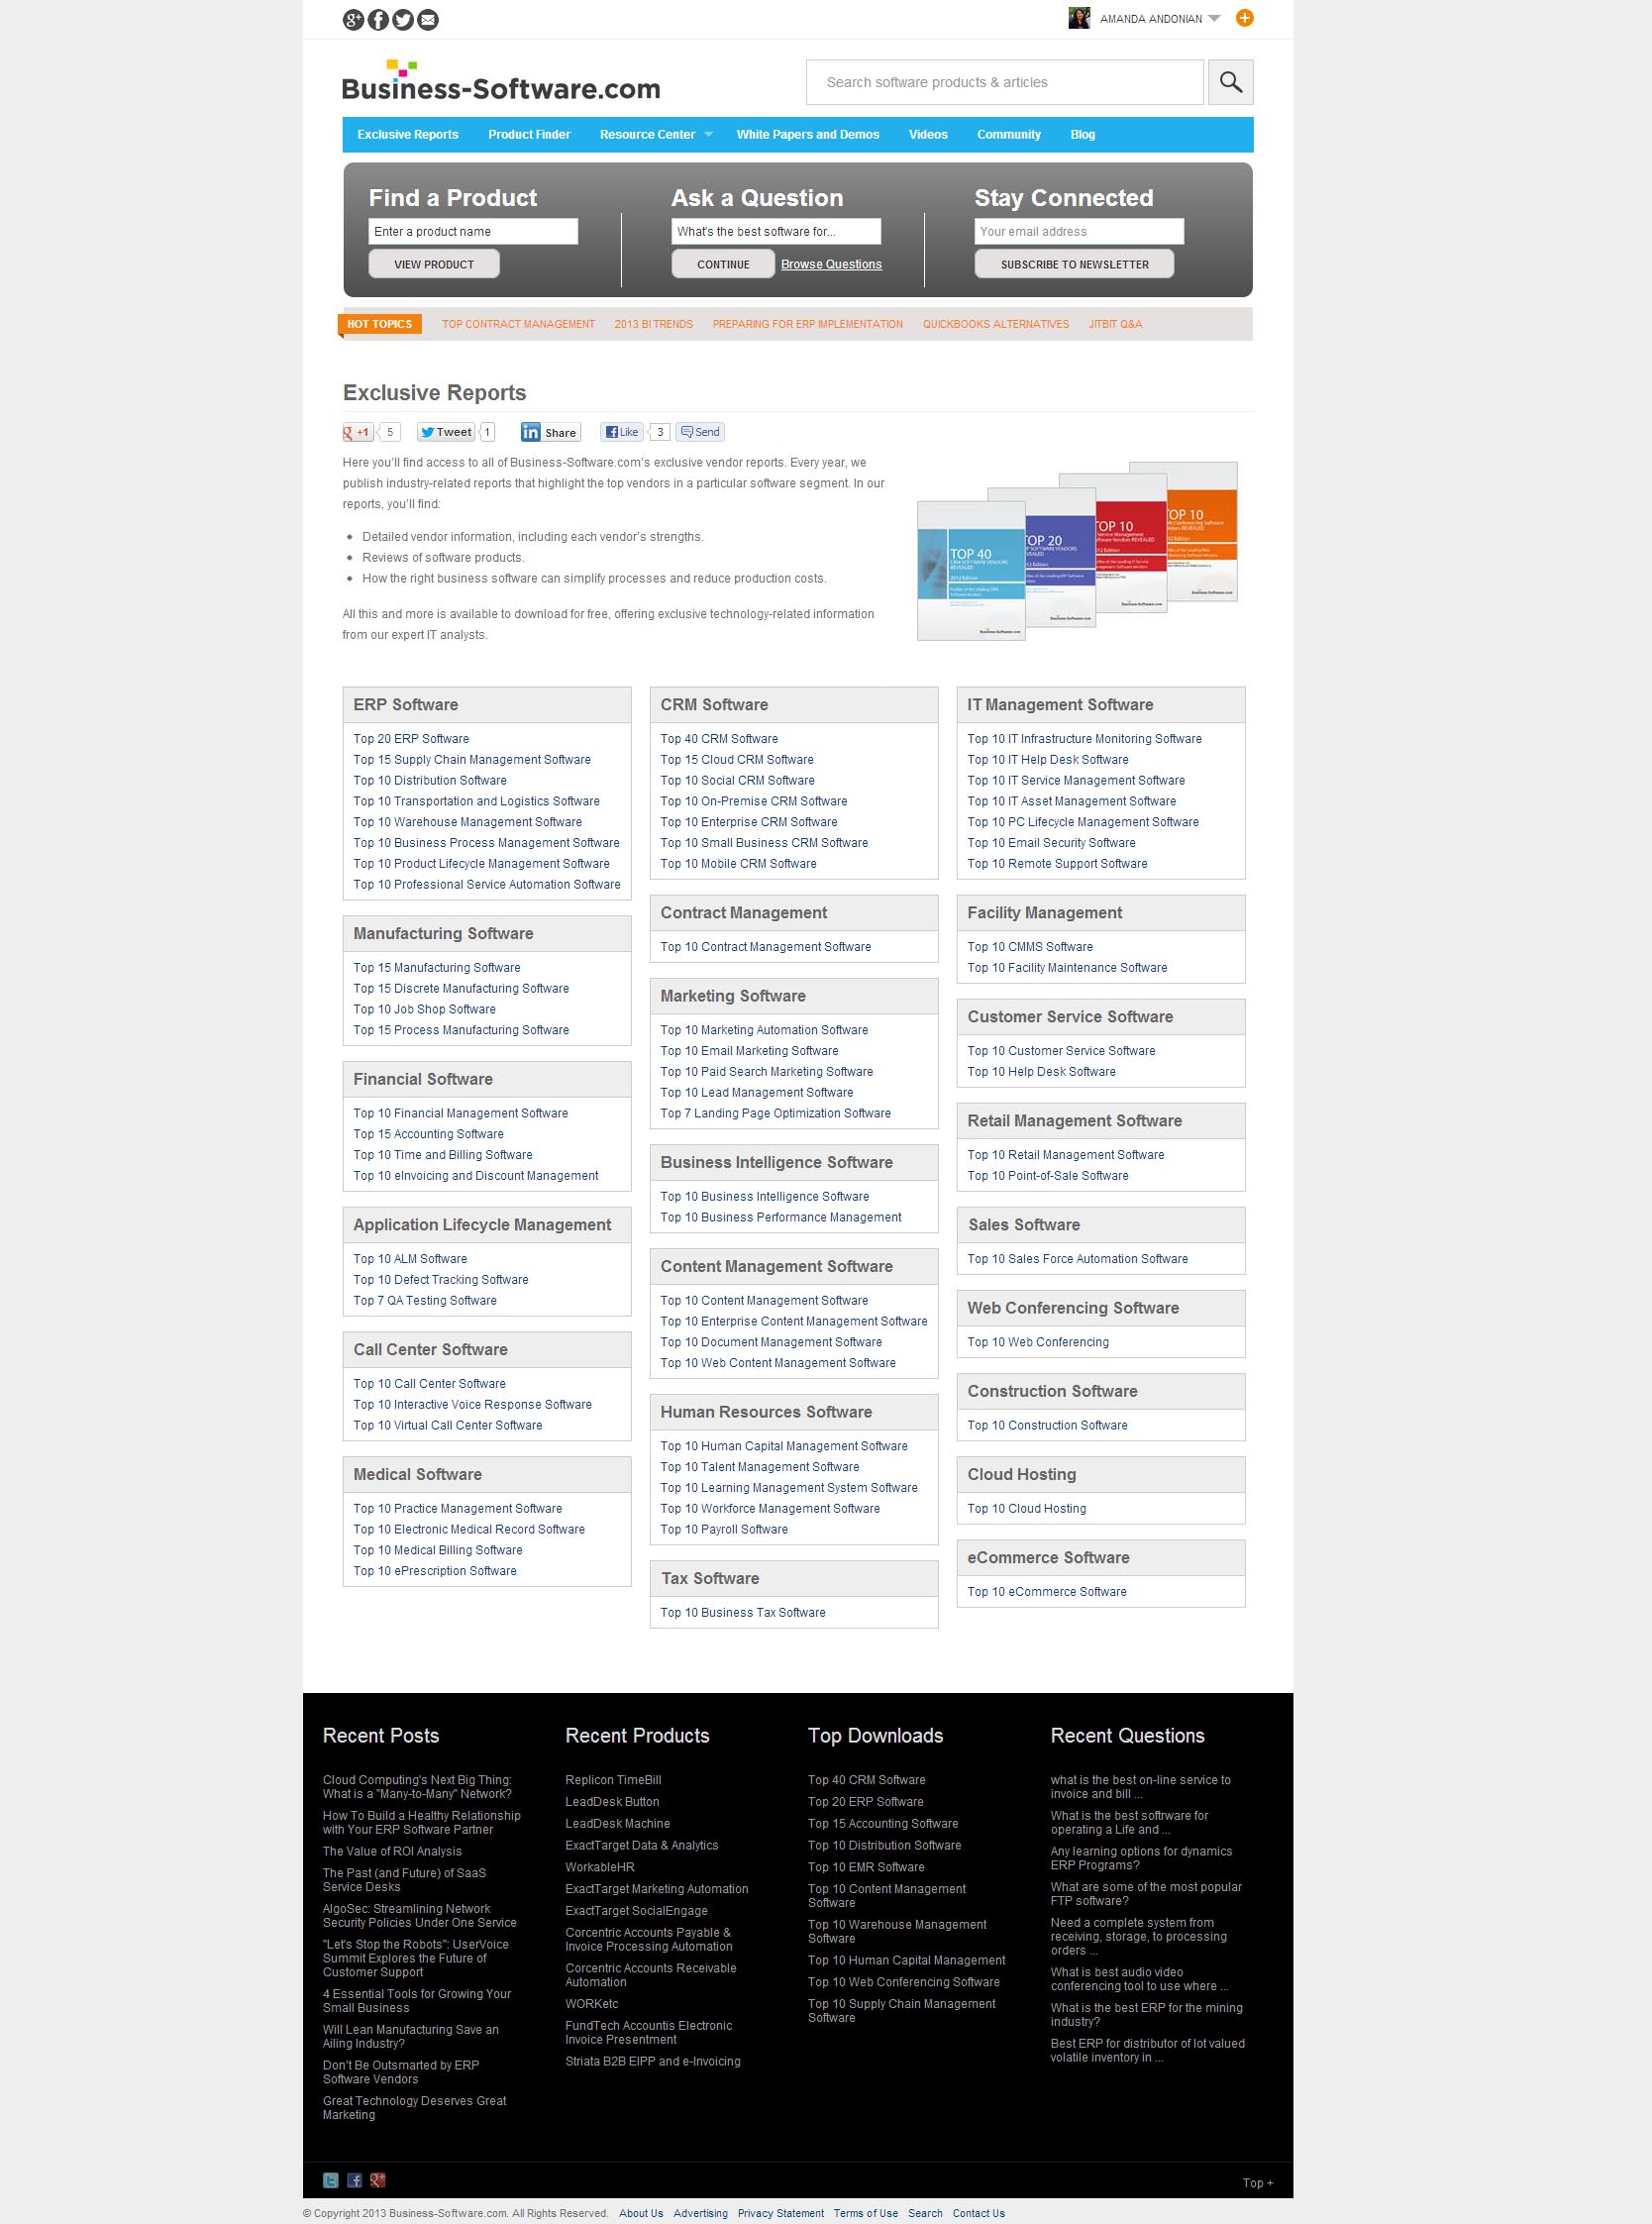 AMANDA ANDONIAN
Business-Software.com
Search software products & articles
Exclusive Reports Product Finder Resource Center White Papers and Demos Videos Community Blog
Find a Product
Enter a product name
VIEW PRODUCT
Ask a Question
What's the best software for...
CONTINUE Browse Questions
Stay Connected
Your email address
SUBSCRIBE TO NEWSLETTER
HOT TOPICS TOP CONTRACT MANAGEMENT 2013 BI TRENDS PREPARING FOR ERP IMPLEMENTATION QUICKBOOKS ALTERNATIVES JITBIT Q&A
Exclusive Reports
+1 5 Tweet 1 in Share Like 3 Send
Here you'll find access to all of Business-Software.com's exclusive vendor reports. Every year, we
publish industry-related reports that highlight the top vendors in a particular software segment. In our
reports, you'll find:
Detailed vendor information, including each vendor's strengths.
Reviews of software products.
How the right business software can simplify processes and reduce production costs.
All this and more is available to download for free, offering exclusive technology-related information
from our expert IT analysts.
TOP 40
2012 Edition
TOP 20
2012 Edition
TOP 10
2012 Edition
TOP 10
2012 Edition
ERP Software
Top 20 ERP Software
Top 15 Supply Chain Management Software
Top 10 Distribution Software
Top 10 Transportation and Logistics Software
Top 10 Warehouse Management Software
Top 10 Business Process Management Software
Top 10 Product Lifecycle Management Software
Top 10 Professional Service Automation Software
Manufacturing Software
Top 15 Manufacturing Software
Top 15 Discrete Manufacturing Software
Top 10 Job Shop Software
Top 15 Process Manufacturing Software
Financial Software
Top 10 Financial Management Software
Top 15 Accounting Software
Top 10 Time and Billing Software
Top 10 eInvoicing and Discount Management
Application Lifecycle Management
Top 10 ALM Software
Top 10 Defect Tracking Software
Top 7 QA Testing Software
Call Center Software
Top 10 Call Center Software
Top 10 Interactive Voice Response Software
Top 10 Virtual Call Center Software
Medical Software
Top 10 Practice Management Software
Top 10 Electronic Medical Record Software
Top 10 Medical Billing Software
Top 10 ePrescription Software
CRM Software
Top 40 CRM Software
Top 15 Cloud CRM Software
Top 10 Social CRM Software
Top 10 On-Premise CRM Software
Top 10 Enterprise CRM Software
Top 10 Small Business CRM Software
Top 10 Mobile CRM Software
Contract Management
Top 10 Contract Management Software
Marketing Software
Top 10 Marketing Automation Software
Top 10 Email Marketing Software
Top 10 Paid Search Marketing Software
Top 10 Lead Management Software
Top 7 Landing Page Optimization Software
Business Intelligence Software
Top 10 Business Intelligence Software
Top 10 Business Performance Management
Content Management Software
Top 10 Content Management Software
Top 10 Enterprise Content Management Software
Top 10 Document Management Software
Top 10 Web Content Management Software
Human Resources Software
Top 10 Human Capital Management Software
Top 10 Talent Management Software
Top 10 Learning Management System Software
Top 10 Workforce Management Software
Top 10 Payroll Software
Tax Software
Top 10 Business Tax Software
IT Management Software
Top 10 IT Infrastructure Monitoring Software
Top 10 IT Help Desk Software
Top 10 IT Service Management Software
Top 10 IT Asset Management Software
Top 10 PC Lifecycle Management Software
Top 10 Email Security Software
Top 10 Remote Support Software
Facility Management
Top 10 CMMS Software
Top 10 Facility Maintenance Software
Customer Service Software
Top 10 Customer Service Software
Top 10 Help Desk Software
Retail Management Software
Top 10 Retail Management Software
Top 10 Point-of-Sale Software
Sales Software
Top 10 Sales Force Automation Software
Web Conferencing Software
Top 10 Web Conferencing
Construction Software
Top 10 Construction Software
Cloud Hosting
Top 10 Cloud Hosting
eCommerce Software
Top 10 eCommerce Software
Recent Posts
Cloud Computing's Next Big Thing:
What is a "Many-to-Many" Network?
How To Build a Healthy Relationship
with Your ERP Software Partner
The Value of ROI Analysis
The Past (and Future) of SaaS
Service Desks
AlgoSec: Streamlining Network
Security Policies Under One Service
"Let's Stop the Robots": UserVoice
Summit Explores the Future of
Customer Support
4 Essential Tools for Growing Your
Small Business
Will Lean Manufacturing Save an
Ailing Industry?
Don't Be Outsmarted by ERP
Software Vendors
Great Technology Deserves Great
Marketing
Recent Products
Replicon TimeBill
LeadDesk Button
LeadDesk Machine
ExactTarget Data & Analytics
WorkableHR
ExactTarget Marketing Automation
ExactTarget SocialEngage
Corcentric Accounts Payable &
Invoice Processing Automation
Corcentric Accounts Receivable
Automation
WORKetc
FundTech Accountis Electronic
Invoice Presentment
Striata B2B EIPP and e-Invoicing
Top Downloads
Top 40 CRM Software
Top 20 ERP Software
Top 15 Accounting Software
Top 10 Distribution Software
Top 10 EMR Software
Top 10 Content Management
Software
Top 10 Warehouse Management
Software
Top 10 Human Capital Management
Top 10 Web Conferencing Software
Top 10 Supply Chain Management
Software
Recent Questions
what is the best on-line service to
invoice and bill ...
What is the best softrware for
operating a Life and ...
Any learning options for dynamics
ERP Programs?
What are some of the most popular
FTP software?
Need a complete system from
receiving, storage, to processing
orders ...
What is best audio video
conferencing tool to use where ...
What is the best ERP for the mining
industry?
Best ERP for distributor of lot valued
volatile inventory in ...
Top +
© Copyright 2013 Business-Software.com. All Rights Reserved. About Us Advertising Privacy Statement Terms of Use Search Contact Us